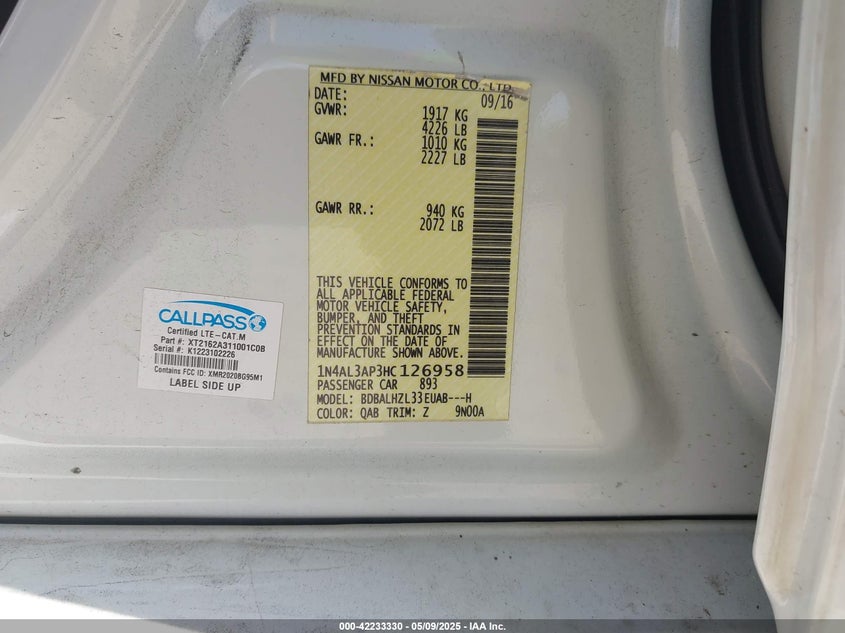 MFD BY NISSAN MOTOR CO., LTD.
DATE: 09/16
GVWR: 1917 KG
4226 LB
GAWR FR.: 1010 KG
2227 LB
GAWR RR.: 940 KG
2072 LB
THIS VEHICLE CONFORMS TO
ALL APPLICABLE FEDERAL
MOTOR VEHICLE SAFETY,
BUMPER, AND THEFT
PREVENTION STANDARDS IN
EFFECT ON THE DATE OF
MANUFACTURE SHOWN ABOVE.
1N4AL3AP3HC126958
PASSENGER CAR 893
MODEL: BDBALHZL33EUAB---H
COLOR: QAB TRIM: Z 9N00A
CALLPASS
Certified LTE-CAT.M
Part #: XT2162A311001C0B
Serial #: K1223102226
Contains FCC ID: XMR2020BG95M1
LABEL SIDE UP
000-42233330 - 05/09/2025 - IAA Inc.